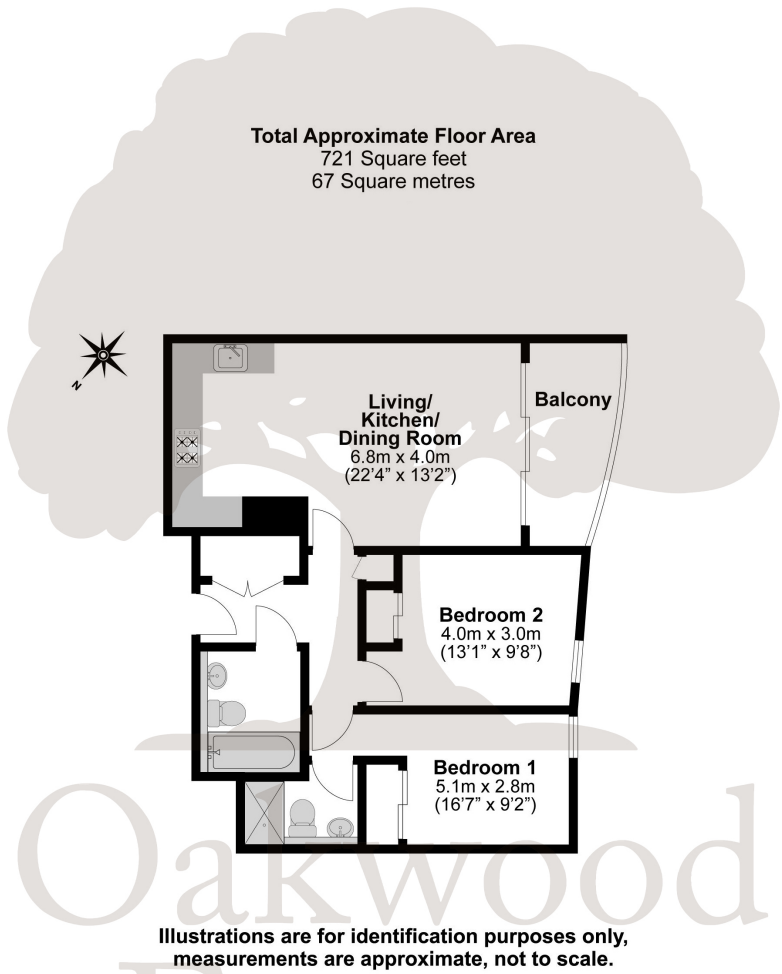 Total Approximate Floor Area
721 Square feet
67 Square metres
N
Living/
Kitchen/
Dining Room
6.8m x 4.0m
(22'4" x 13'2")
Balcony
Bedroom 2
4.0m x 3.0m
(13'1" x 9'8")
Bedroom 1
5.1m x 2.8m
(16'7" x 9'2")
Oakwood
Illustrations are for identification purposes only,
measurements are approximate, not to scale.